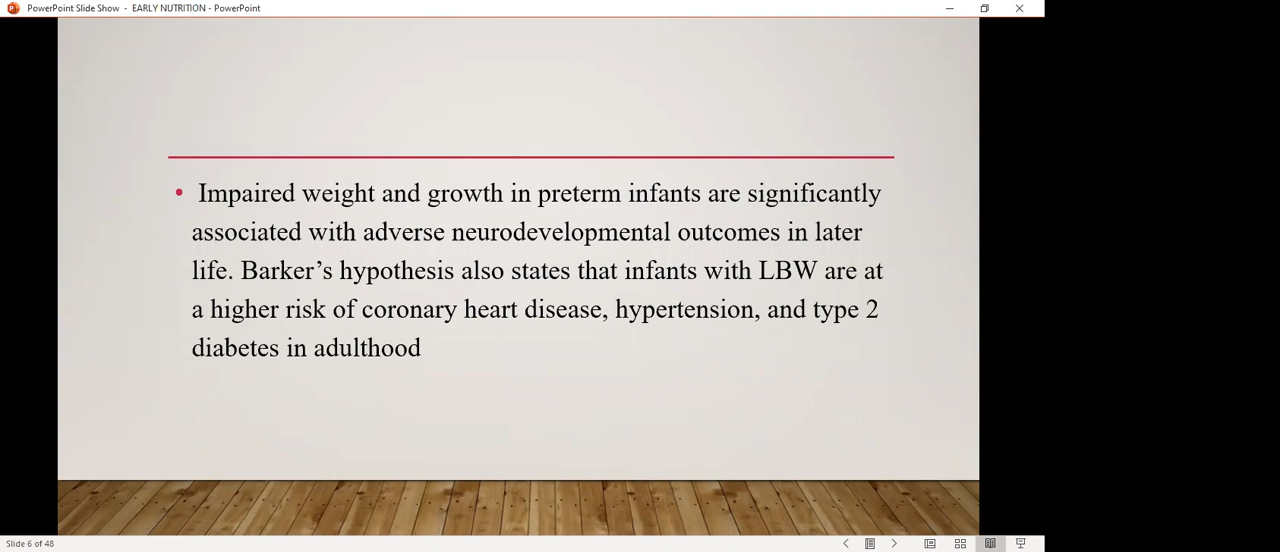 PowerPoint Slide Show - EARLY NUTRITION - PowerPoint
• Impaired weight and growth in preterm infants are significantly
associated with adverse neurodevelopmental outcomes in later
life. Barker’s hypothesis also states that infants with LBW are at
a higher risk of coronary heart disease, hypertension, and type 2
diabetes in adulthood
Slide 6 of 48